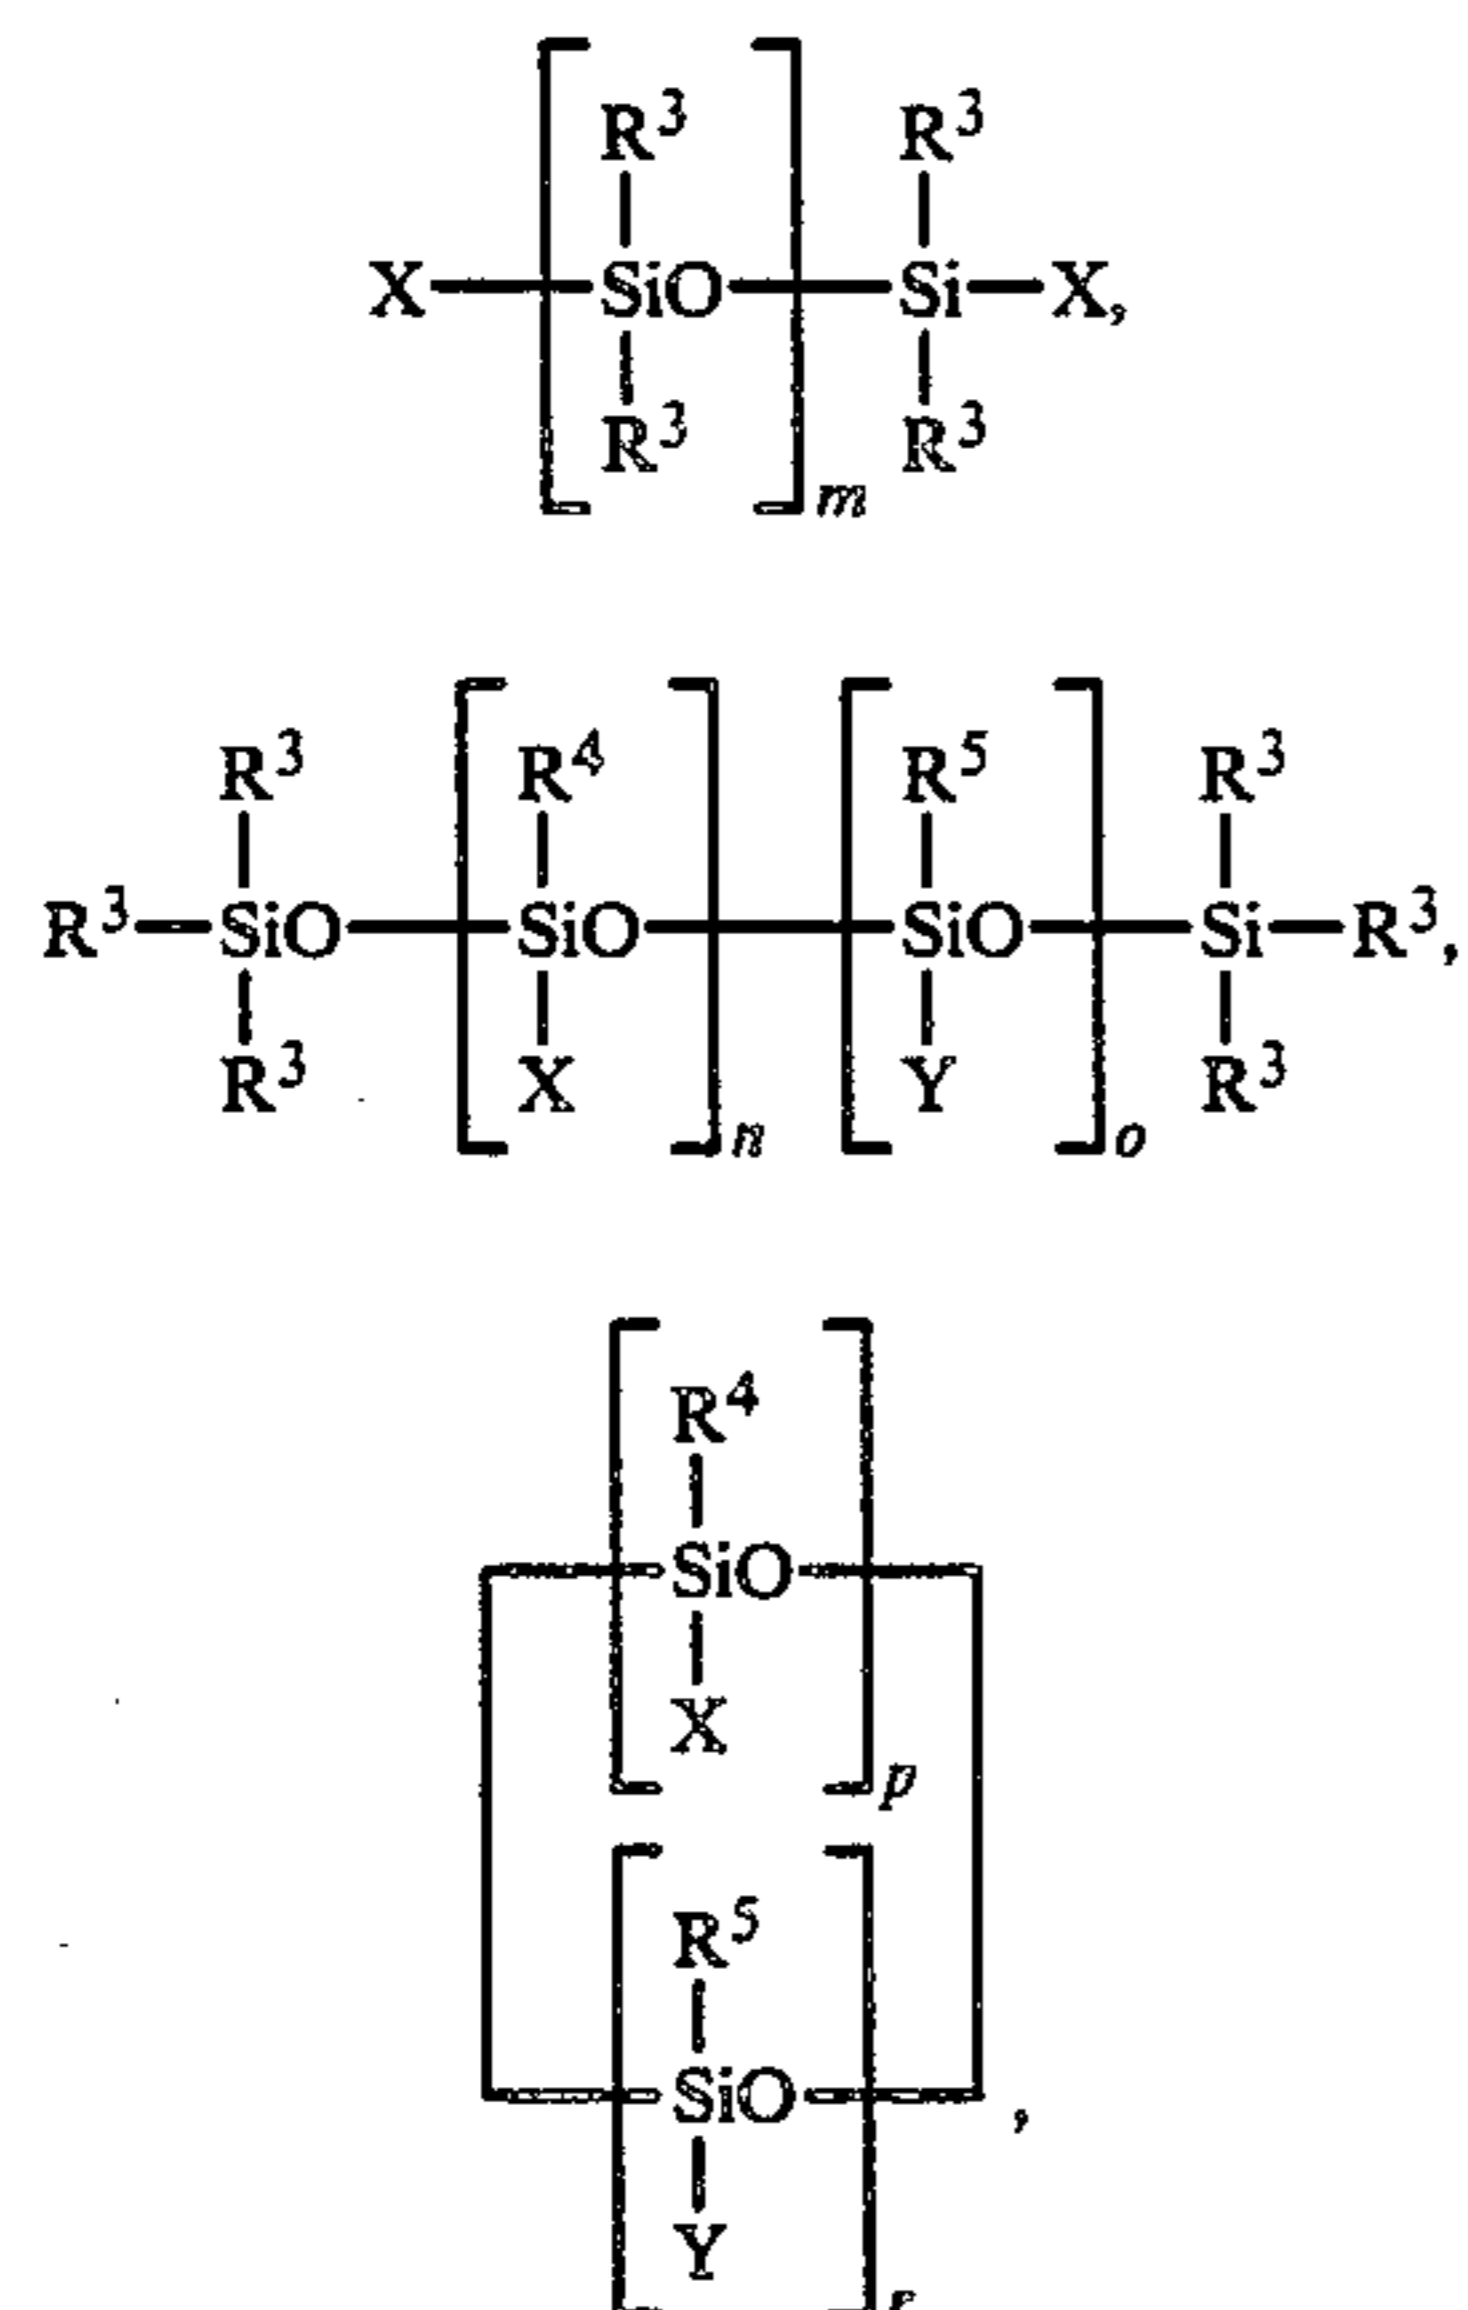 R³ R³
X—SiO—Si—X,
R³ R³
m
R³ R⁴ R⁵ R³
R³—SiO—SiO—SiO—Si—R³,
R³ X Y R³
n o
R⁴
SiO
X
p
R⁵
SiO
,
Y